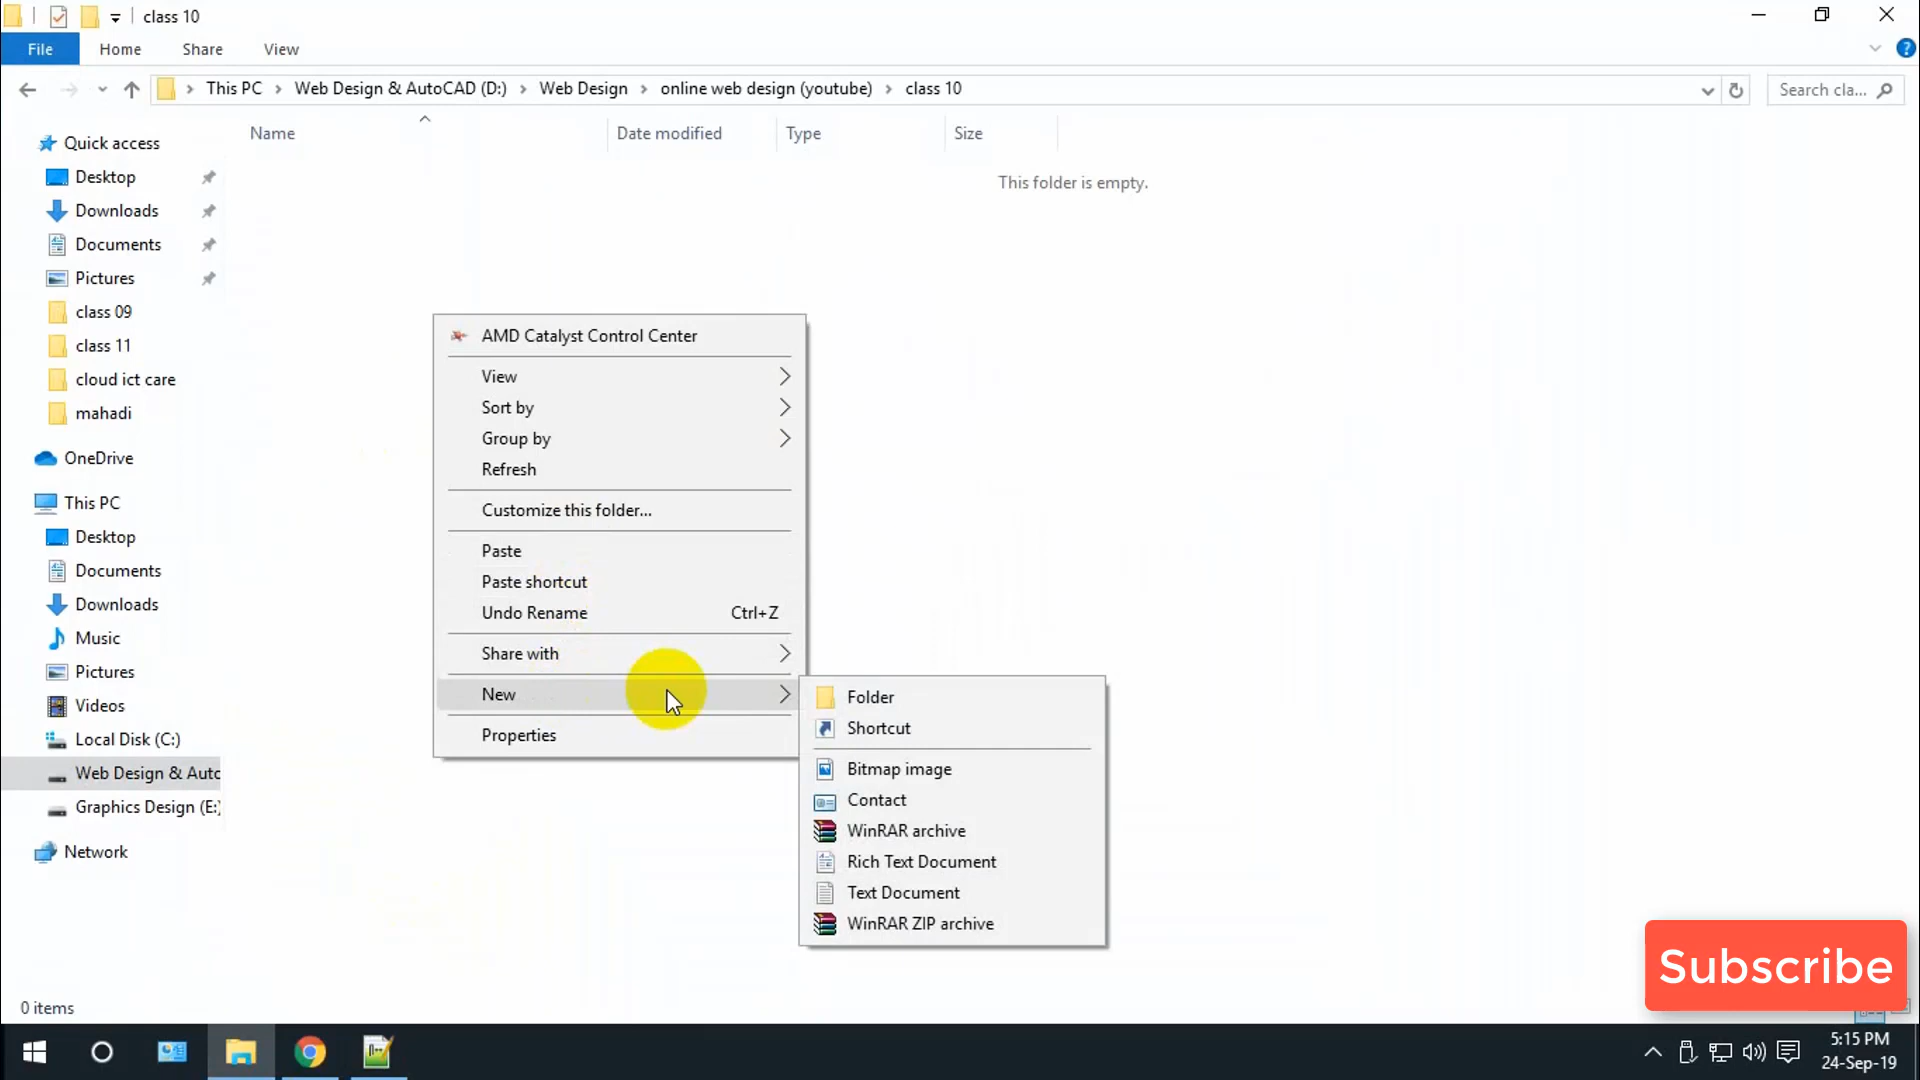 class 10
File Home Share View
This PC Web Design & AutoCAD (D:) Web Design online web design (youtube) class 10
Search cla...
Name Date modified Type Size
This folder is empty.
Quick access
Desktop
Downloads
Documents
Pictures
class 09
class 11
cloud ict care
mahadi
OneDrive
This PC
Desktop
Documents
Downloads
Music
Pictures
Videos
Local Disk (C:)
Web Design & Auto
Graphics Design (E:)
Network
AMD Catalyst Control Center
View
Sort by
Group by
Refresh
Customize this folder...
Paste
Paste shortcut
Undo Rename Ctrl+Z
Share with
New
Properties
Folder
Shortcut
Bitmap image
Contact
WinRAR archive
Rich Text Document
Text Document
WinRAR ZIP archive
Subscribe
0 items
5:15 PM
24-Sep-19